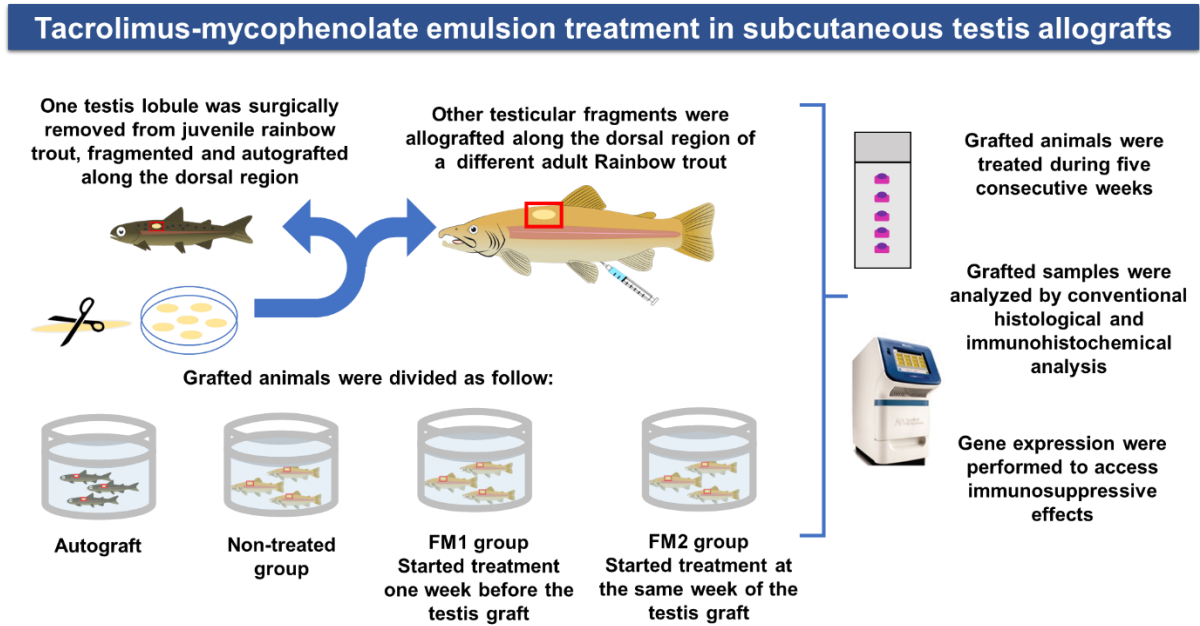 Tacrolimus-mycophenolate emulsion treatment in subcutaneous testis allografts
One testis lobule was surgically
removed from juvenile rainbow
trout, fragmented and autografted
along the dorsal region
Other testicular fragments were
allografted along the dorsal region of
a different adult Rainbow trout
Grafted animals were divided as follow:
Autograft
Non-treated
group
FM1 group
Started treatment
one week before the
testis graft
FM2 group
Started treatment at
the same week of the
testis graft
Grafted animals were
treated during five
consecutive weeks
Grafted samples were
analyzed by conventional
histological and
immunohistochemical
analysis
Gene expression were
performed to access
immunosuppressive
effects